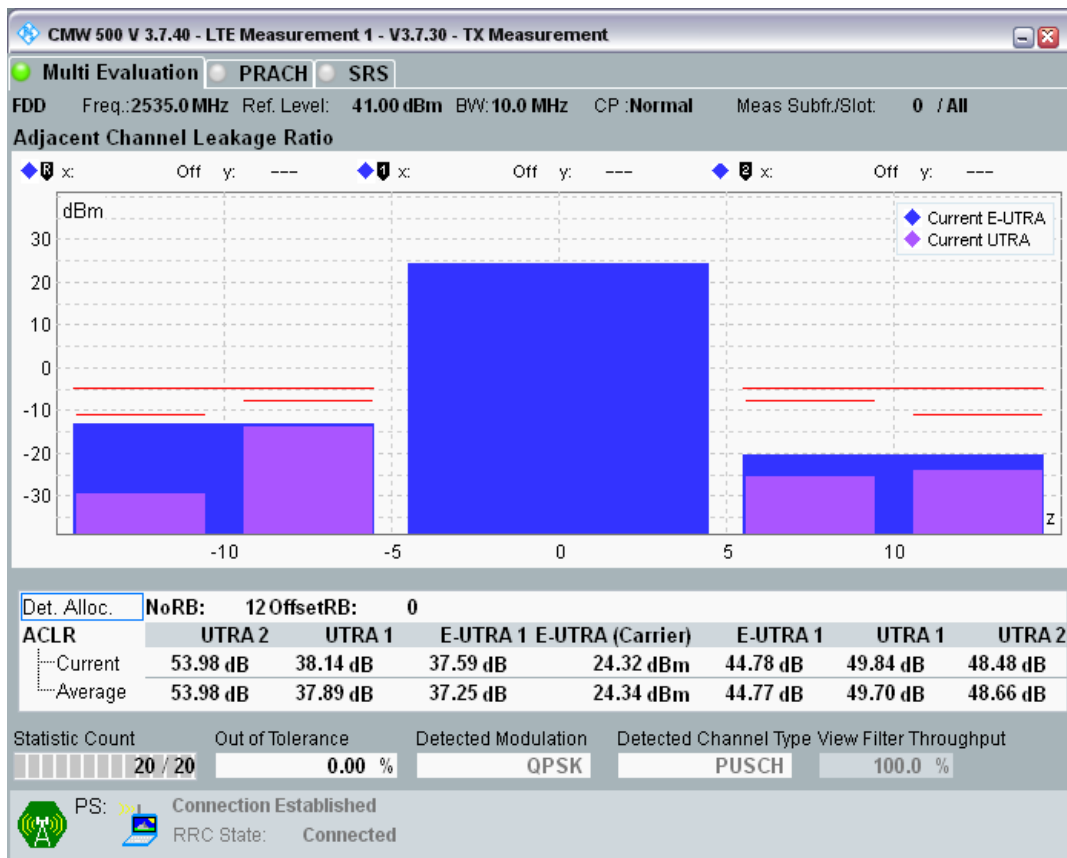 CMW 500 V 3.7.40 - LTE Measurement 1 - V3.7.30 - TX Measurement
Multi Evaluation PRACH SRS
FDD Freq.:2535.0 MHz Ref. Level: 41.00 dBm BW:10.0 MHz CP :Normal Meas Subfr./Slot: 0 / All
Adjacent Channel Leakage Ratio
R x: Off y: --- 1 x: Off y: --- 2 x: Off y: ---
dBm
Current E-UTRA
Current UTRA
30
20
10
0
-10
-20
-30
z
-10 -5 0 5 10
Det. Alloc. NoRB: 12 OffsetRB: 0
ACLR UTRA 2 UTRA 1 E-UTRA 1 E-UTRA (Carrier) E-UTRA 1 UTRA 1 UTRA 2
Current 53.98 dB 38.14 dB 37.59 dB 24.32 dBm 44.78 dB 49.84 dB 48.48 dB
Average 53.98 dB 37.89 dB 37.25 dB 24.34 dBm 44.77 dB 49.70 dB 48.66 dB
Statistic Count Out of Tolerance Detected Modulation Detected Channel Type View Filter Throughput
20 / 20 0.00 % QPSK PUSCH 100.0 %
PS: Connection Established
RRC State: Connected